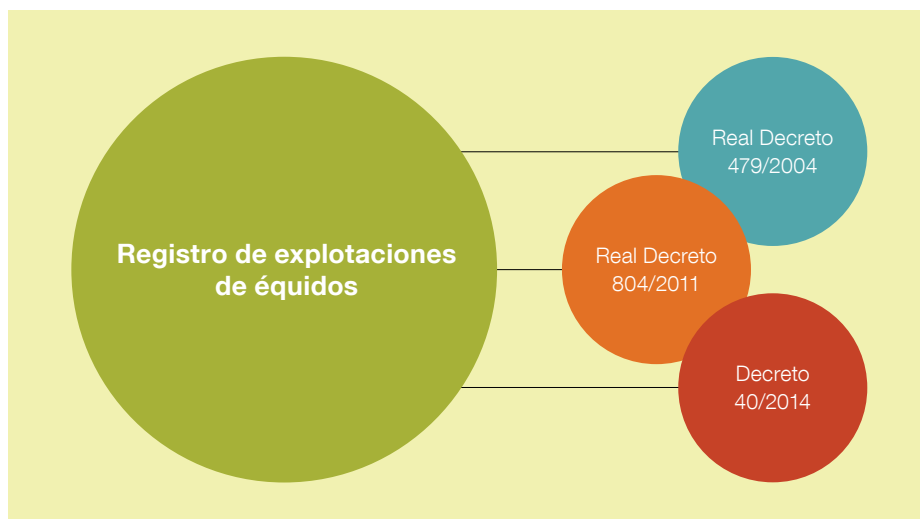 Registro de explotaciones
de équidos
Real Decreto
479/2004
Real Decreto
804/2011
Decreto
40/2014